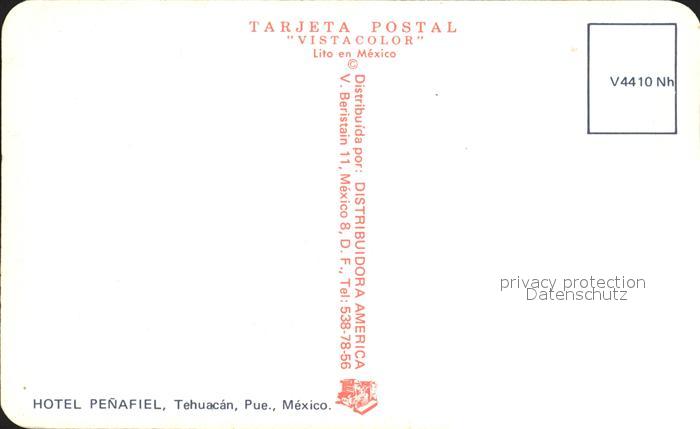 TARJETA POSTAL
"VISTACOLOR"
Lito en México
©
Distribuída por: DISTRIBUIDORA AMERICA
V. Beristain 11, México 8, D. F., Tel: 538-78-56
V4410 Nh
privacy protection
Datenschutz
HOTEL PEÑAFIEL, Tehuacán, Pue., México.